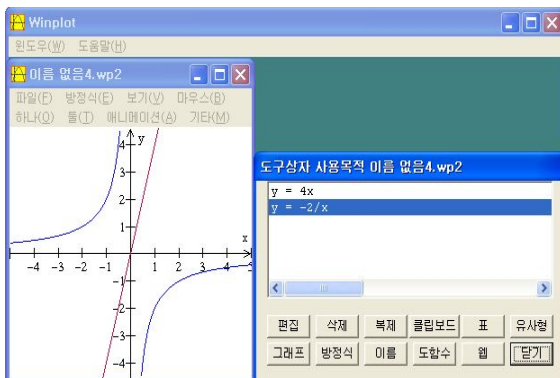 Winplot
윈도우(W) 도움말(H)
이름 없음4.wp2
파일(F) 방정식(E) 보기(V) 마우스(B)
하나(O) 툴(T) 애니메이션(A) 기타(M)
도구상자 사용목적 이름 없음4.wp2
y = 4x
y = -2/x
y
4
3
2
1
x
-4 -3 -2 -1 1 2 3 4 5
-1
-2
-3
-4
편집 삭제 복제 클립보드 표 유사형
그래프 방정식 이름 도함수 웹 닫기